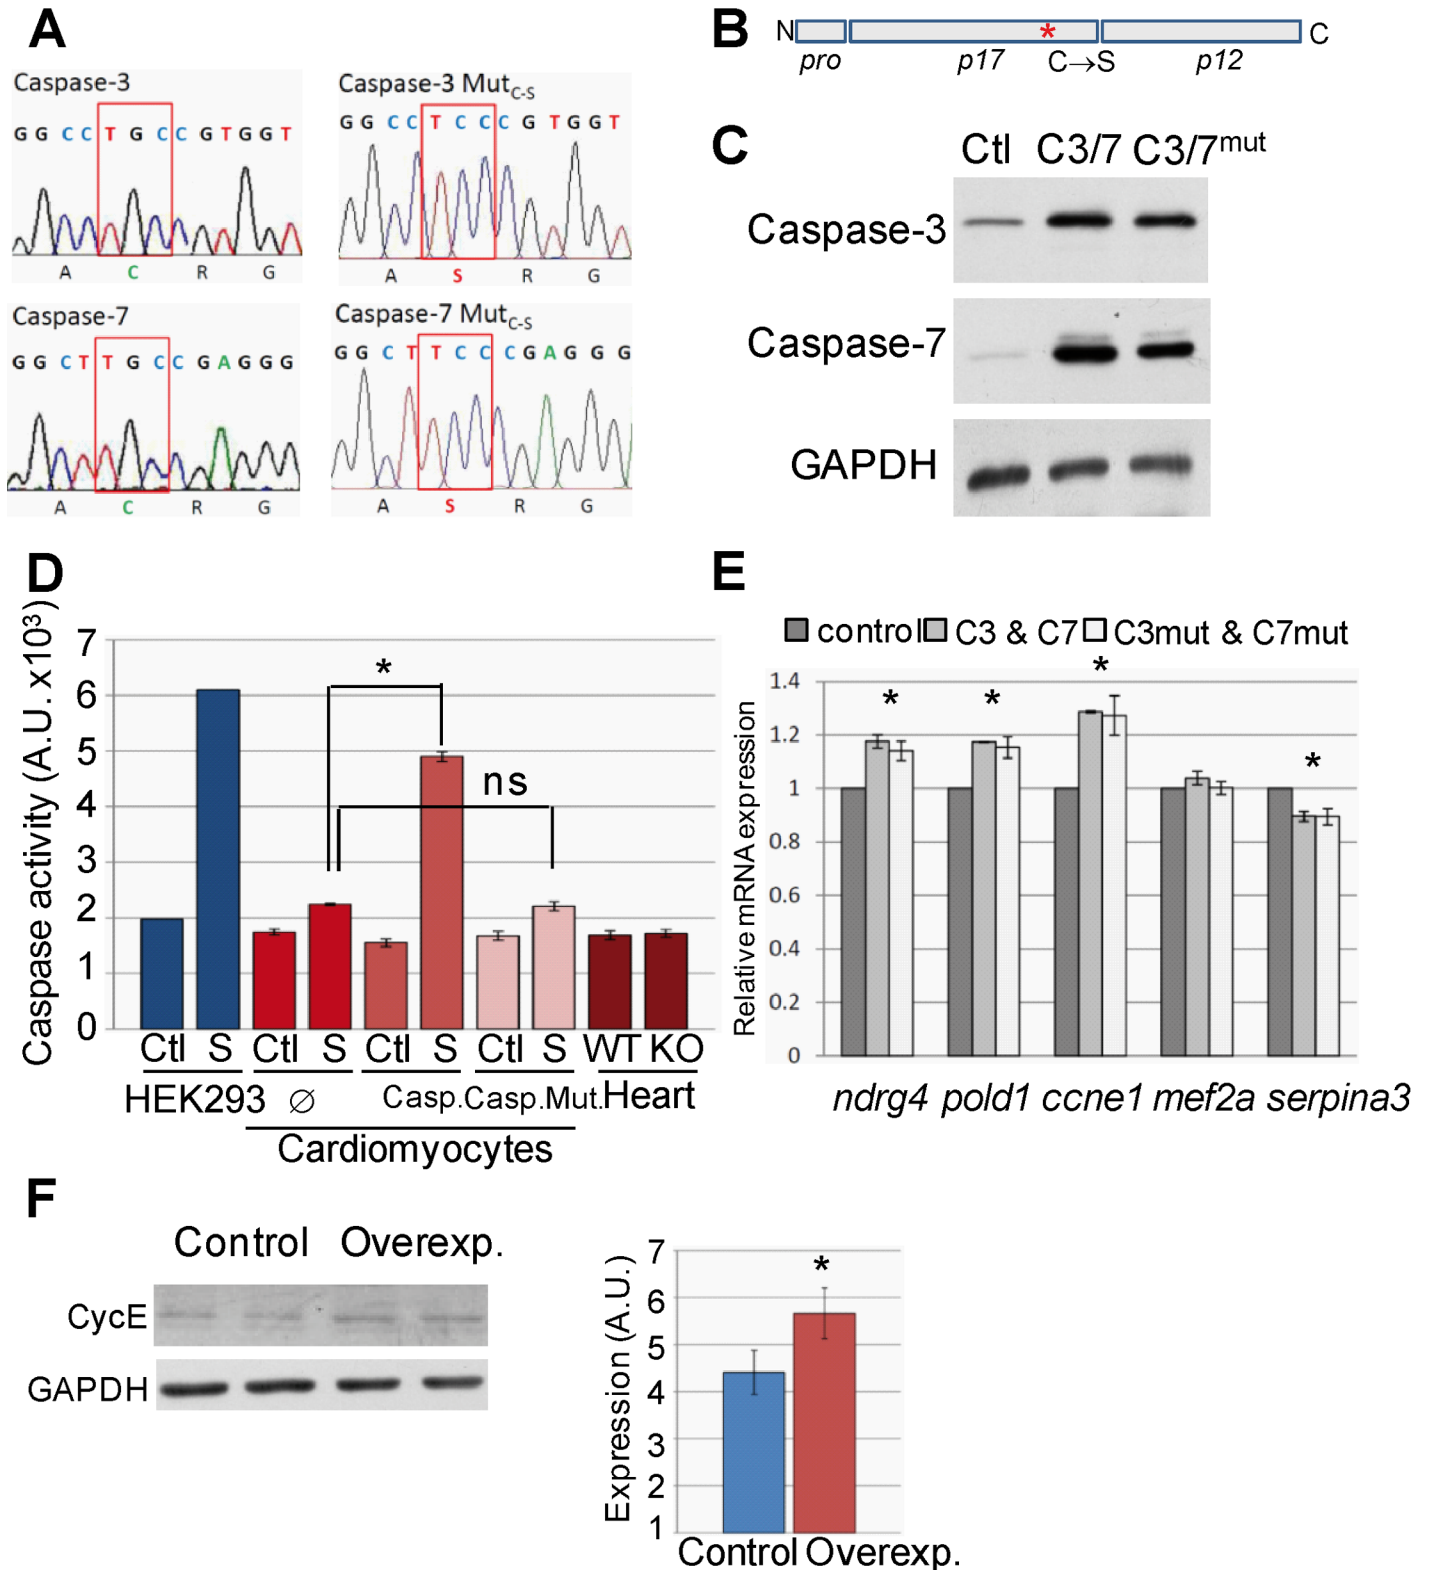 A
Caspase-3
G G C C T G C C G T G G T
A C R G
Caspase-3 MutC-S
G G C C T C C C G T G G T
A S R G
Caspase-7
G G C T T G C C G A G G G
A C R G
Caspase-7 MutC-S
G G C T T C C C G A G G G
A S R G
B
N
*
C
pro
p17
C→S
p12
C
Ctl C3/7 C3/7mut
Caspase-3
Caspase-7
GAPDH
D
Caspase activity (A.U. x10³)
7
6
5
4
3
2
1
0
*
ns
Ctl S Ctl S Ctl S Ctl S WT KO
HEK293 ∅ Casp. Casp.Mut. Heart
Cardiomyocytes
E
control C3 & C7 C3mut & C7mut
Relative mRNA expression
1.4
1.2
1
0.8
0.6
0.4
0.2
0
* * * *
ndrg4 pold1 ccne1 mef2a serpina3
F
Control Overexp.
CycE
GAPDH
Expression (A.U.)
7
6
5
4
3
2
1
*
Control Overexp.